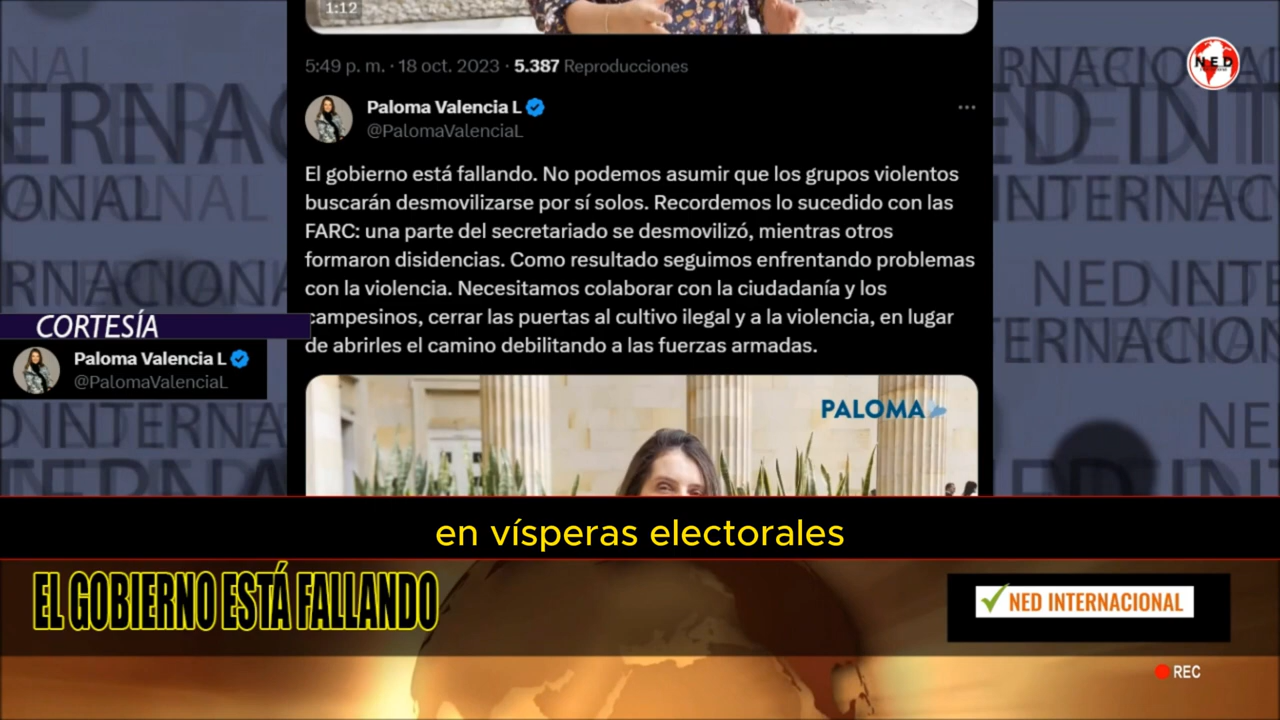 1:12
5:49 p. m. · 18 oct. 2023 · 5.387 Reproducciones
Paloma Valencia L
@PalomaValenciaL
El gobierno está fallando. No podemos asumir que los grupos violentos
buscarán desmovilizarse por sí solos. Recordemos lo sucedido con las
FARC: una parte del secretariado se desmovilizó, mientras otros
formaron disidencias. Como resultado seguimos enfrentando problemas
con la violencia. Necesitamos colaborar con la ciudadanía y los
campesinos, cerrar las puertas al cultivo ilegal y a la violencia, en lugar
de abrirles el camino debilitando a las fuerzas armadas.
PALOMA
CORTESÍA
Paloma Valencia L
@PalomaValenciaL
NED
en vísperas electorales
EL GOBIERNO ESTÁ FALLANDO
NED INTERNACIONAL
REC